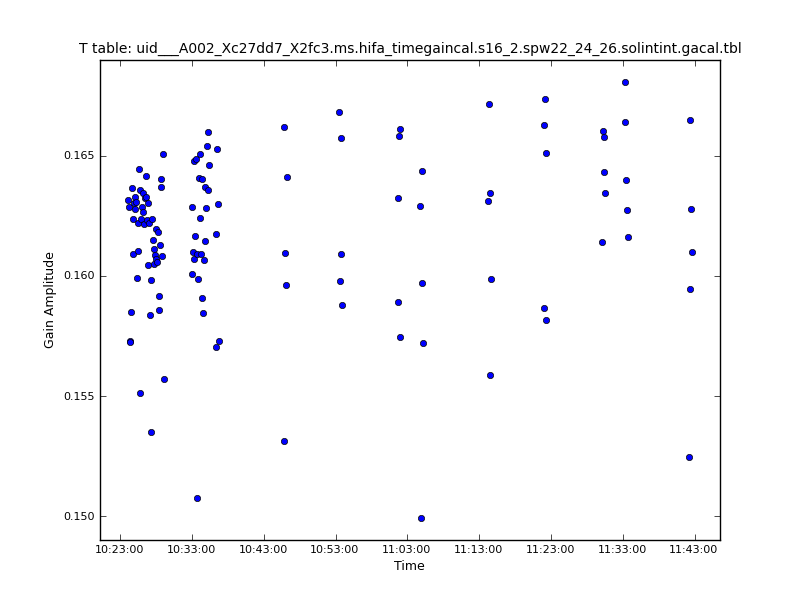 T table: uid___A002_Xc27dd7_X2fc3.ms.hifa_timegaincal.s16_2.spw22_24_26.solintint.gacal.tbl
Gain Amplitude
0.165
0.160
0.155
0.150
10:23:00 10:33:00 10:43:00 10:53:00 11:03:00 11:13:00 11:23:00 11:33:00 11:43:00
Time